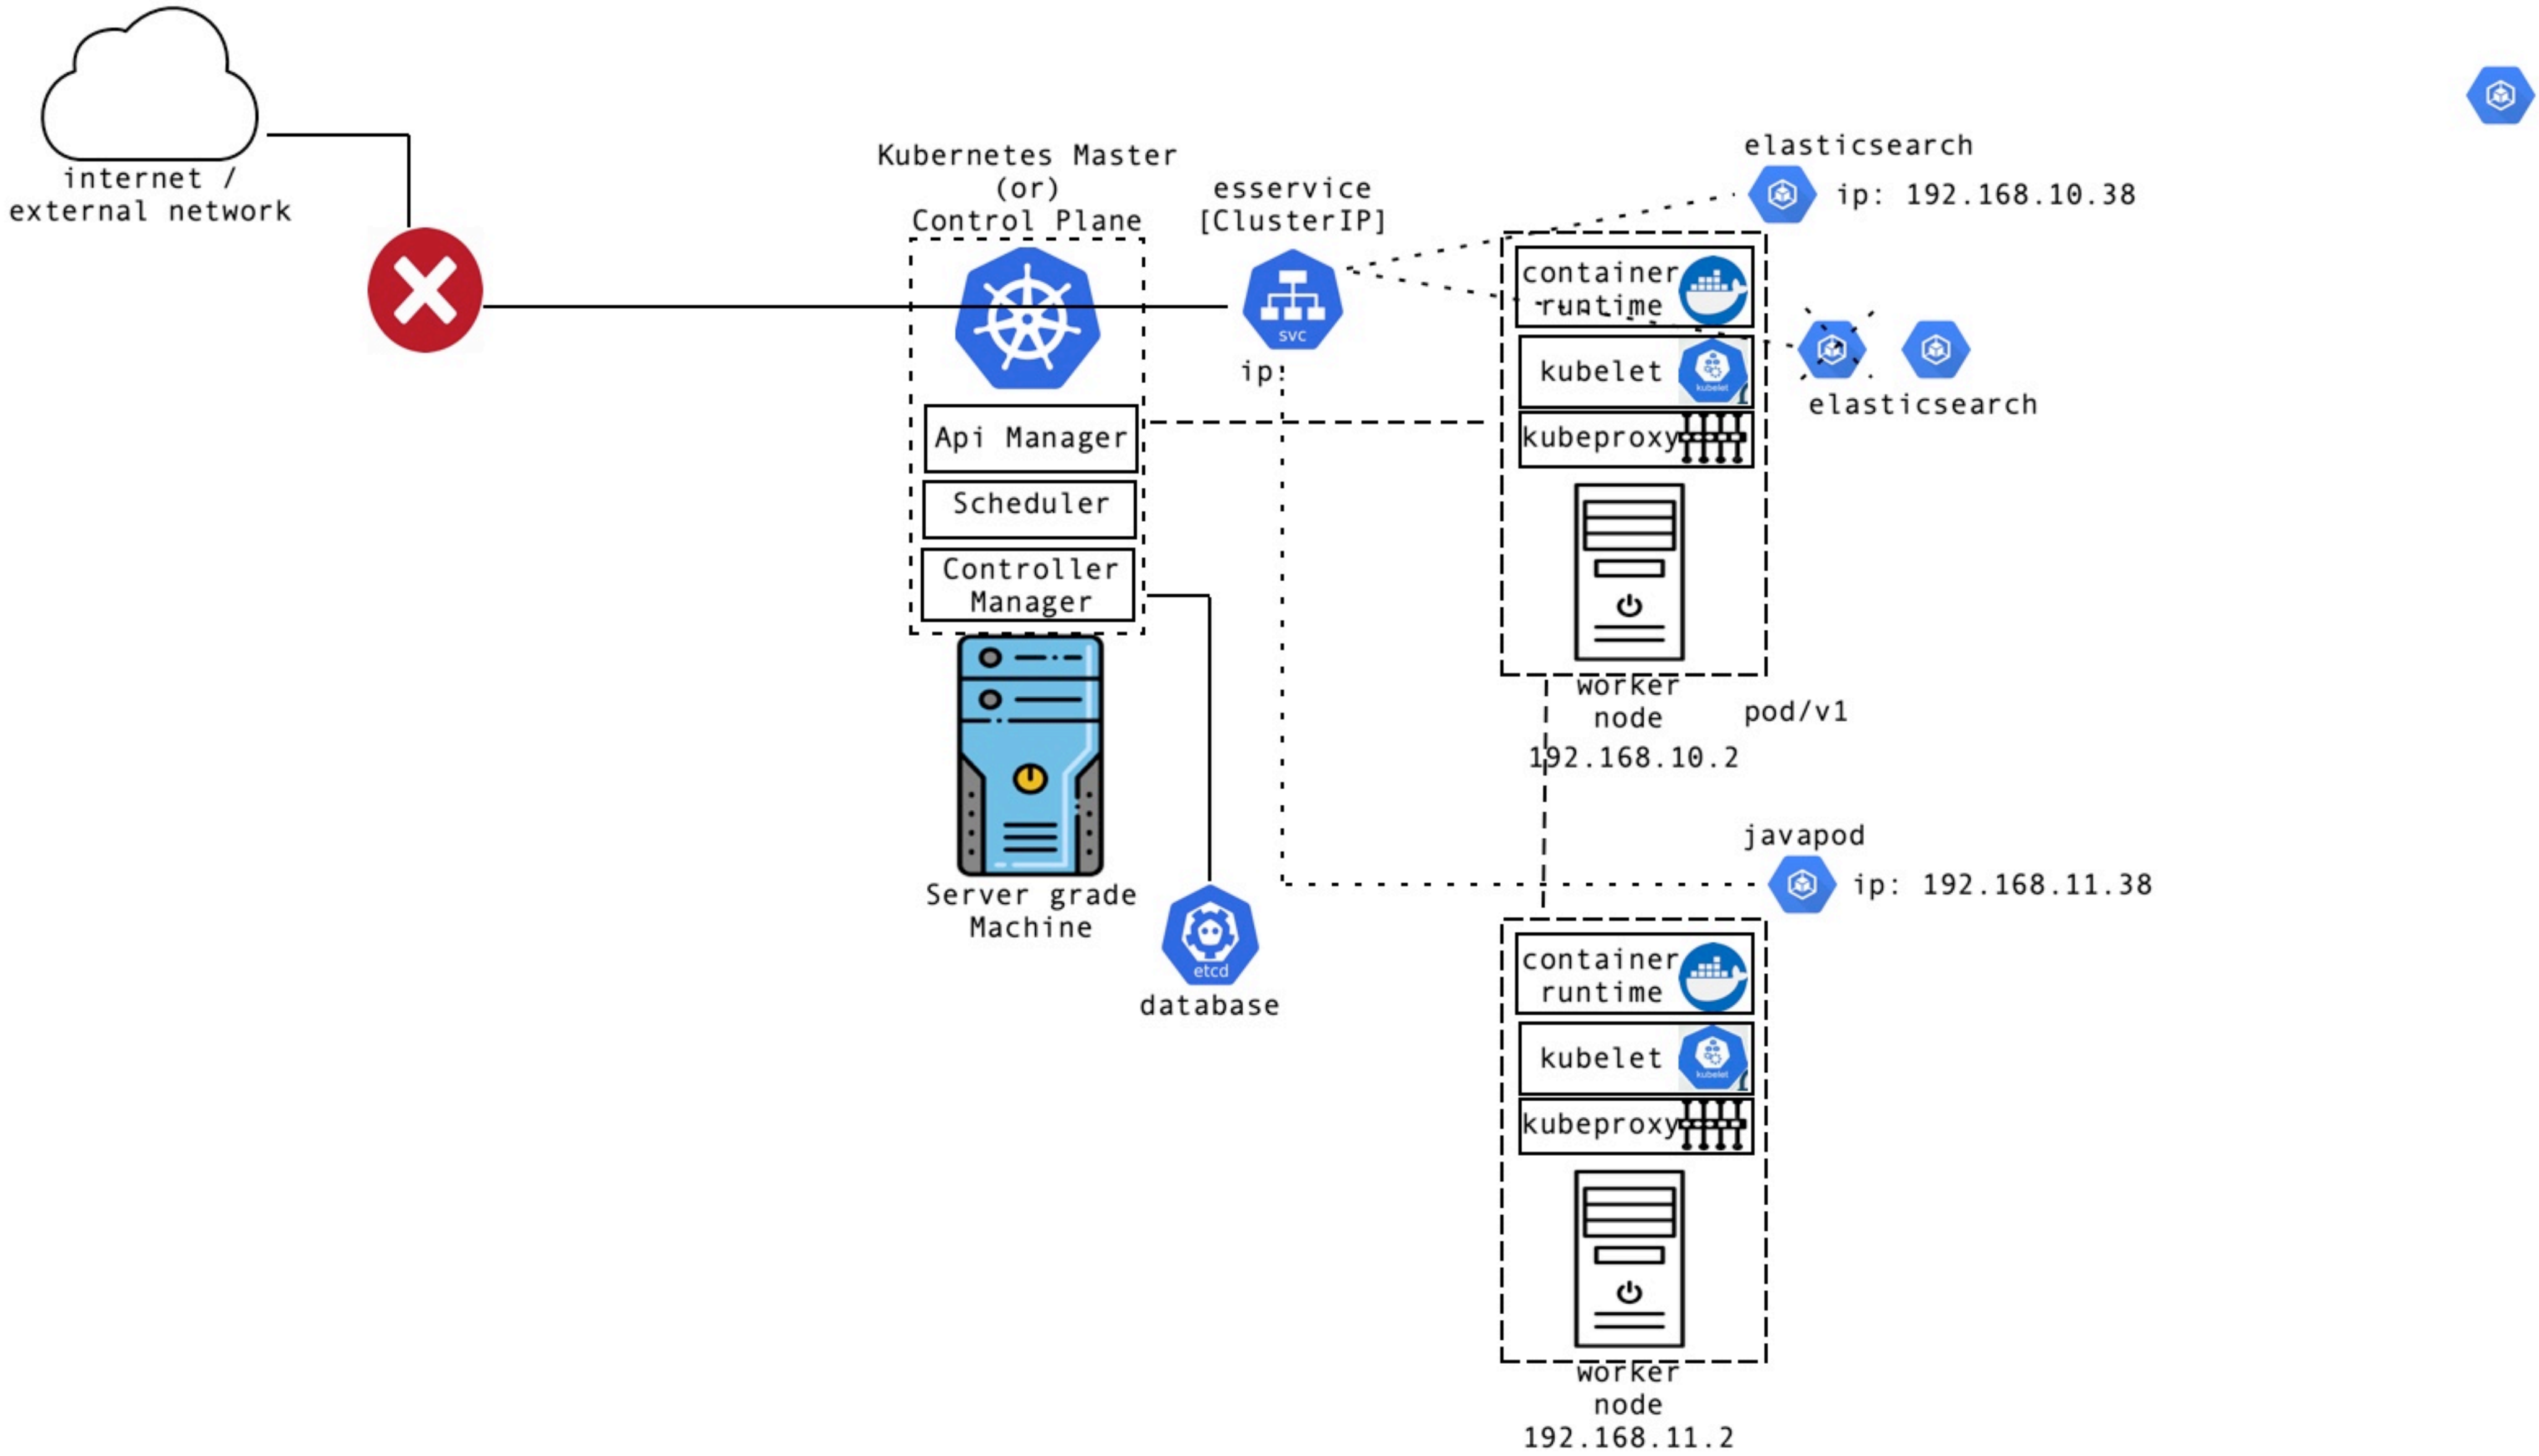 internet /
external network
Kubernetes Master
(or)
Control Plane
Api Manager
Scheduler
Controller
Manager
Server grade
Machine
esservice
[ClusterIP]
svc
ip:
etcd
database
elasticsearch
ip: 192.168.10.38
container
runtime
kubelet
kubelet
kubeproxy
elasticsearch
worker
node
192.168.10.2
pod/v1
javapod
ip: 192.168.11.38
container
runtime
kubelet
kubelet
kubeproxy
worker
node
192.168.11.2